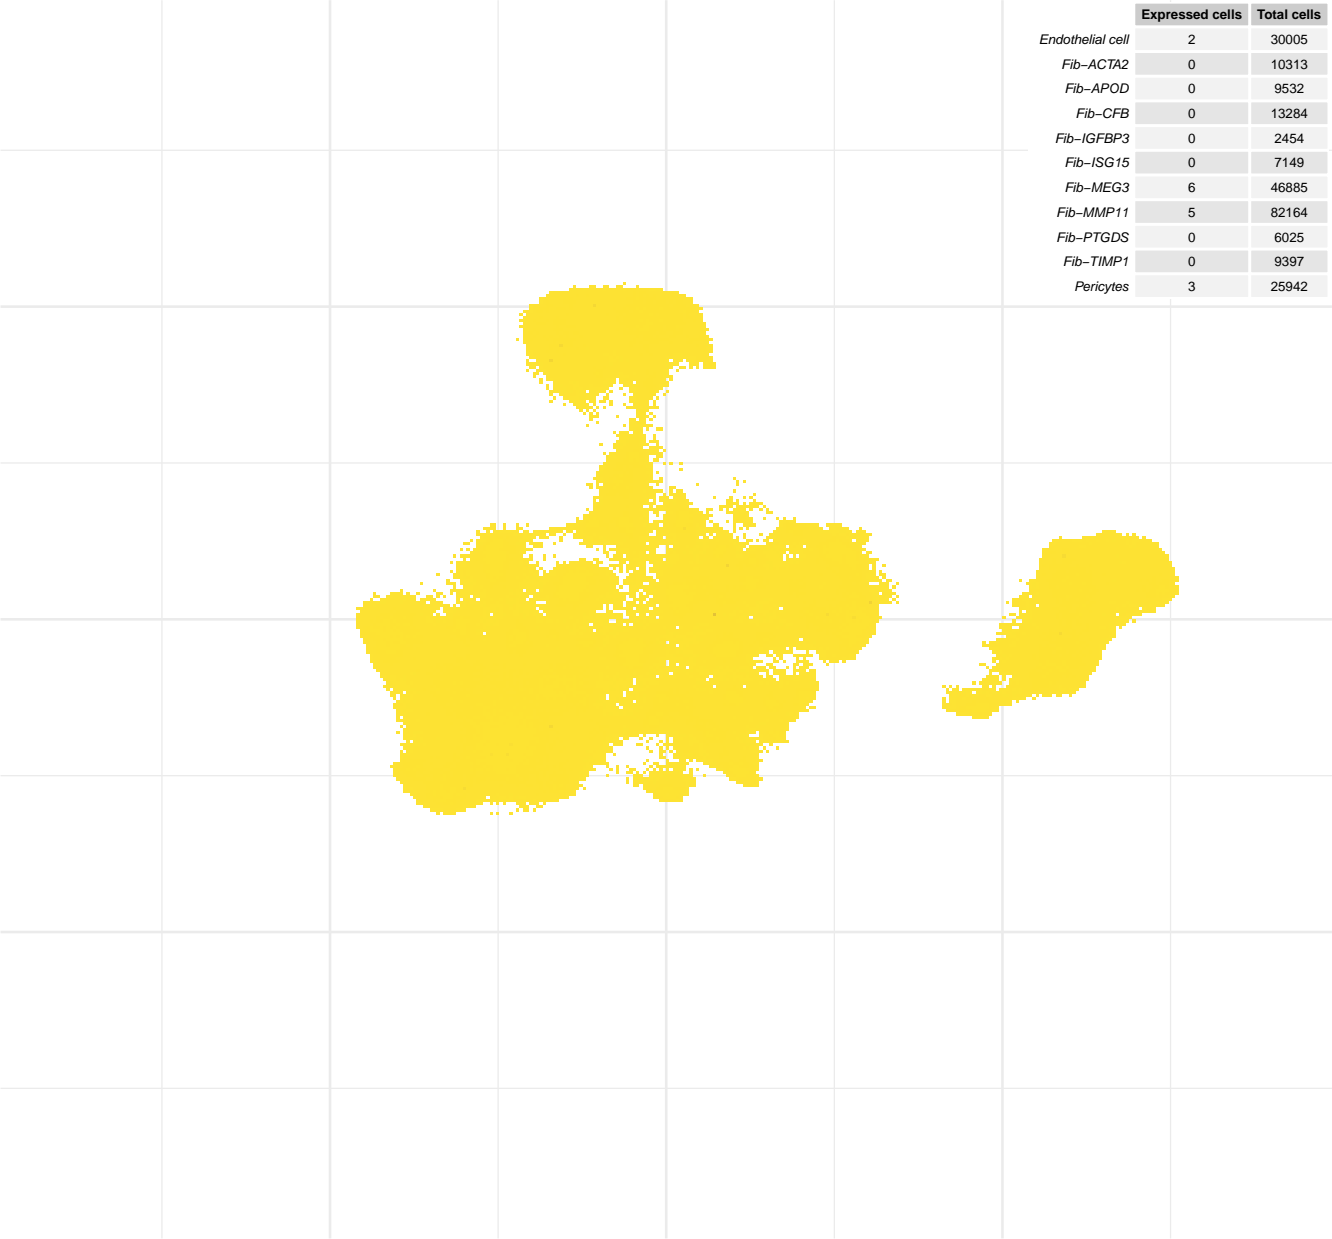 Expressed cells Total cells
Endothelial cell 2 30005
Fib−ACTA2 0 10313
Fib−APOD 0 9532
Fib−CFB 0 13284
Fib−IGFBP3 0 2454
Fib−ISG15 0 7149
Fib−MEG3 6 46885
Fib−MMP11 5 82164
Fib−PTGDS 0 6025
Fib−TIMP1 0 9397
Pericytes 3 25942